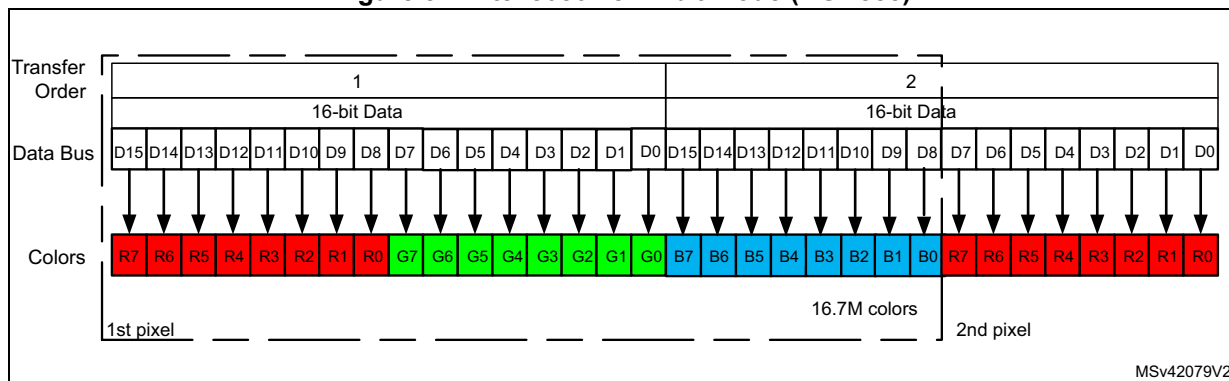 Transfer Order
1 2
16-bit Data 16-bit Data
Data Bus D15 D14 D13 D12 D11 D10 D9 D8 D7 D6 D5 D4 D3 D2 D1 D0 D15 D14 D13 D12 D11 D10 D9 D8 D7 D6 D5 D4 D3 D2 D1 D0
Colors R7 R6 R5 R4 R3 R2 R1 R0 G7 G6 G5 G4 G3 G2 G1 G0 B7 B6 B5 B4 B3 B2 B1 B0 R7 R6 R5 R4 R3 R2 R1 R0
16.7M colors
1st pixel 2nd pixel
MSv42079V2